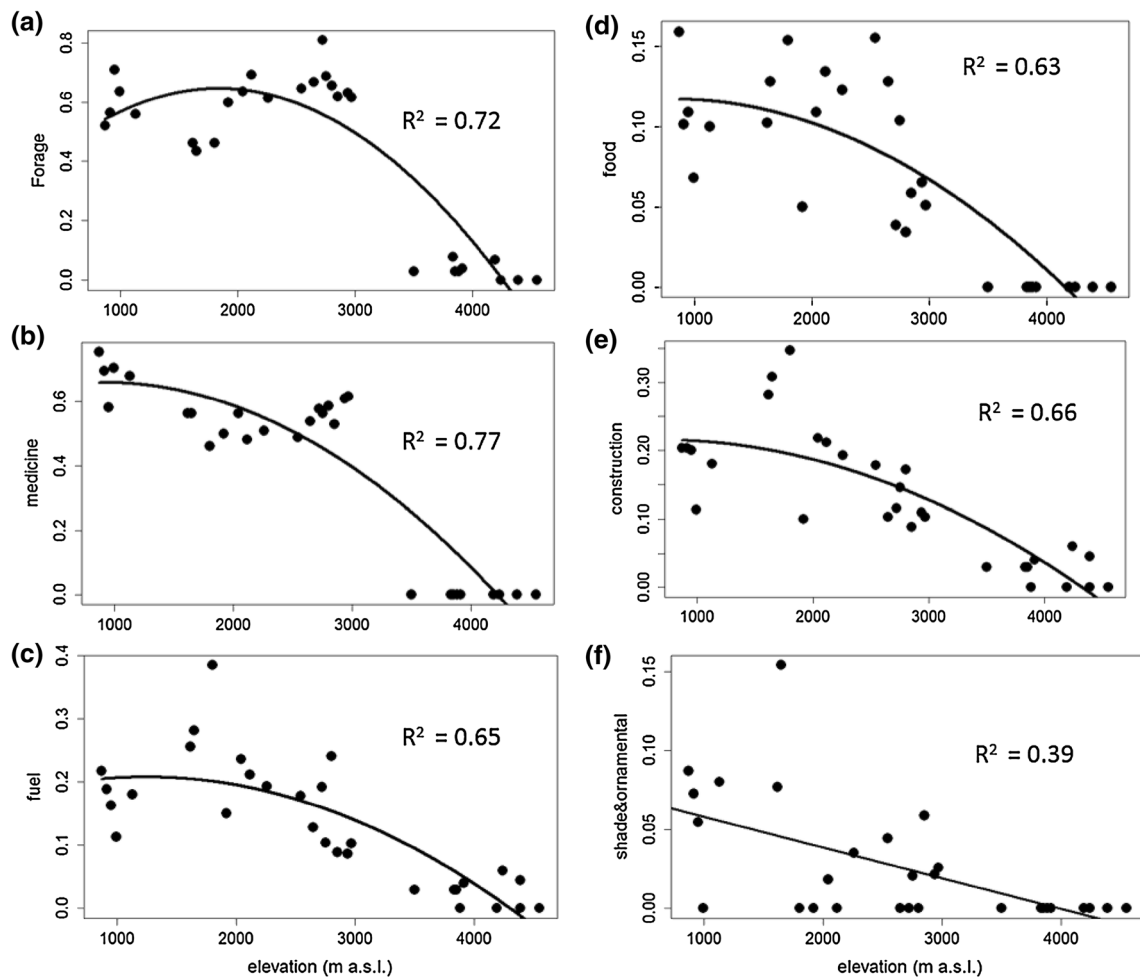 (a)
Forage
0.0 0.2 0.4 0.6 0.8
R² = 0.72
1000 2000 3000 4000
(b)
medicine
0.0 0.2 0.4 0.6
R² = 0.77
1000 2000 3000 4000
(c)
fuel
0.0 0.1 0.2 0.3 0.4
R² = 0.65
1000 2000 3000 4000
elevation (m a.s.l.)
(d)
food
0.00 0.05 0.10 0.15
R² = 0.63
1000 2000 3000 4000
(e)
construction
0.00 0.10 0.20 0.30
R² = 0.66
1000 2000 3000 4000
(f)
shade&ornamental
0.00 0.05 0.10 0.15
R² = 0.39
1000 2000 3000 4000
elevation (m a.s.l.)